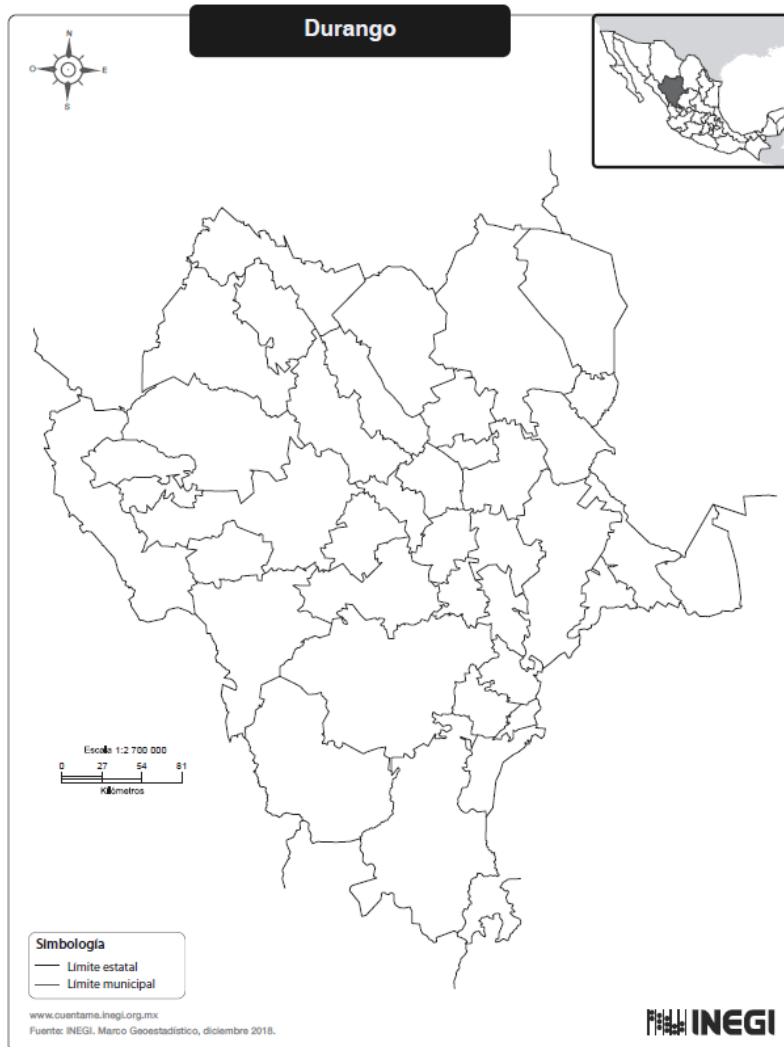 Durango
N
O
E
S
Escala 1:2 700 000
0 27 54 81
Kilómetros
Simbología
Límite estatal
Límite municipal
www.cuentame.inegi.org.mx
Fuente: INEGI. Marco Geoestadístico, diciembre 2018.
INEGI